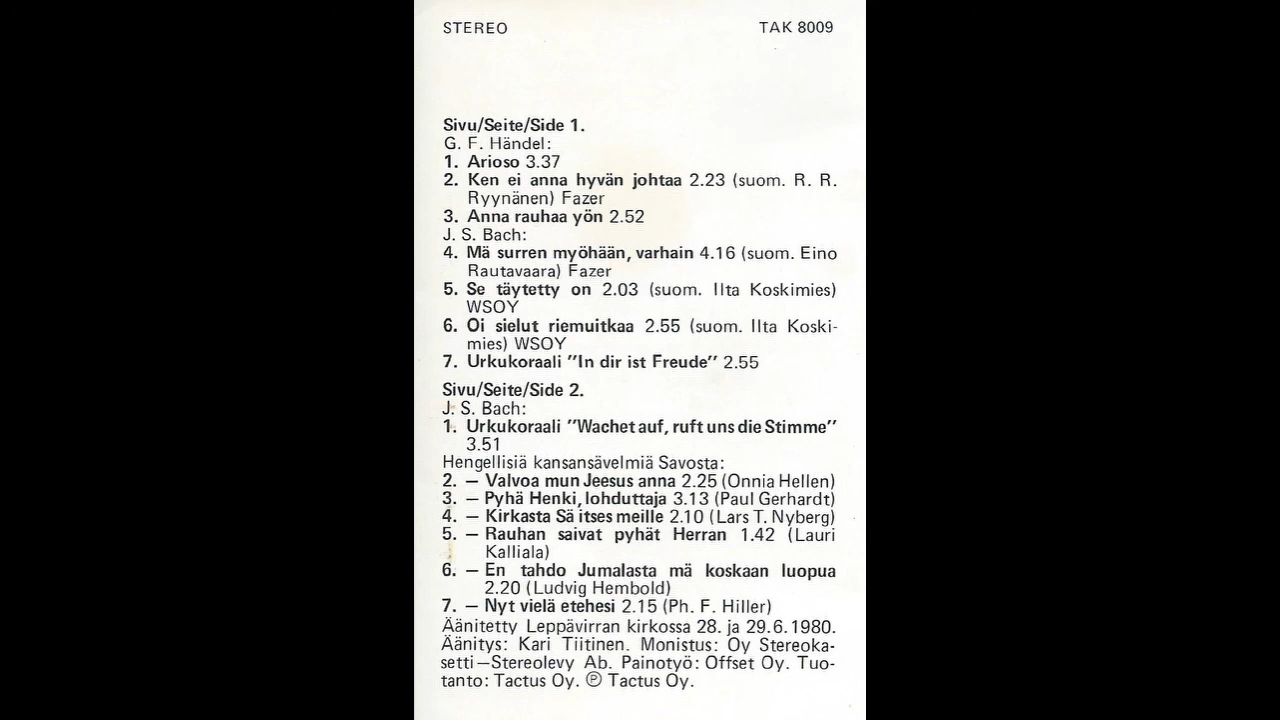 STEREO TAK 8009
Sivu/Seite/Side 1.
G. F. Händel:
1. Arioso 3.37
2. Ken ei anna hyvän johtaa 2.23 (suom. R. R.
Ryynänen) Fazer
3. Anna rauhaa yön 2.52
J. S. Bach:
4. Mä surren myöhään, varhain 4.16 (suom. Eino
Rautavaara) Fazer
5. Se täytetty on 2.03 (suom. Ilta Koskimies)
WSOY
6. Oi sielut riemuitkaa 2.55 (suom. Ilta Koski-
mies) WSOY
7. Urkukoraali "In dir ist Freude" 2.55
Sivu/Seite/Side 2.
J. S. Bach:
1. Urkukoraali "Wachet auf, ruft uns die Stimme"
3.51
Hengellisiä kansansävelmiä Savosta:
2. — Valvoa mun Jeesus anna 2.25 (Onnia Hellen)
3. — Pyhä Henki, lohduttaja 3.13 (Paul Gerhardt)
4. — Kirkasta Sä itses meille 2.10 (Lars T. Nyberg)
5. — Rauhan saivat pyhät Herran 1.42 (Lauri
Kalliala)
6. — En tahdo Jumalasta mä koskaan luopua
2.20 (Ludvig Hembold)
7. — Nyt vielä etehesi 2.15 (Ph. F. Hiller)
Äänitetty Leppävirran kirkossa 28. ja 29.6.1980.
Äänitys: Kari Tiitinen. Monistus: Oy Stereoka-
setti—Stereolevy Ab. Painotyö: Offset Oy. Tuo-
tanto: Tactus Oy. ℗ Tactus Oy.